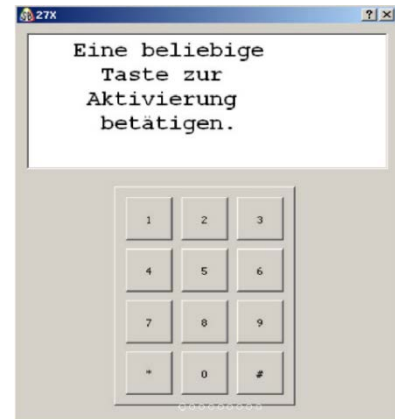 27X
Eine beliebige
Taste zur
Aktivierung
betätigen.
1 2 3
4 5 6
7 8 9
* 0 #